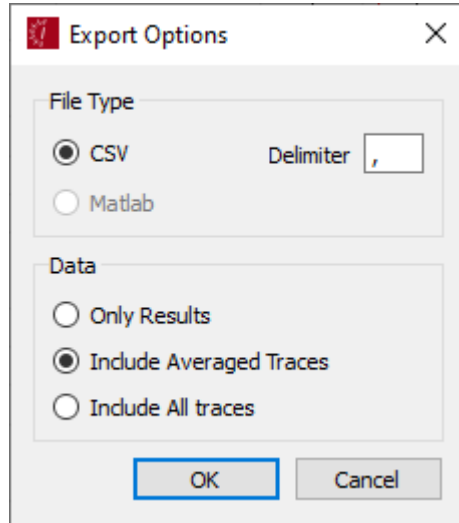 Export Options
File Type
CSV Delimiter ,
Matlab
Data
Only Results
Include Averaged Traces
Include All traces
OK Cancel